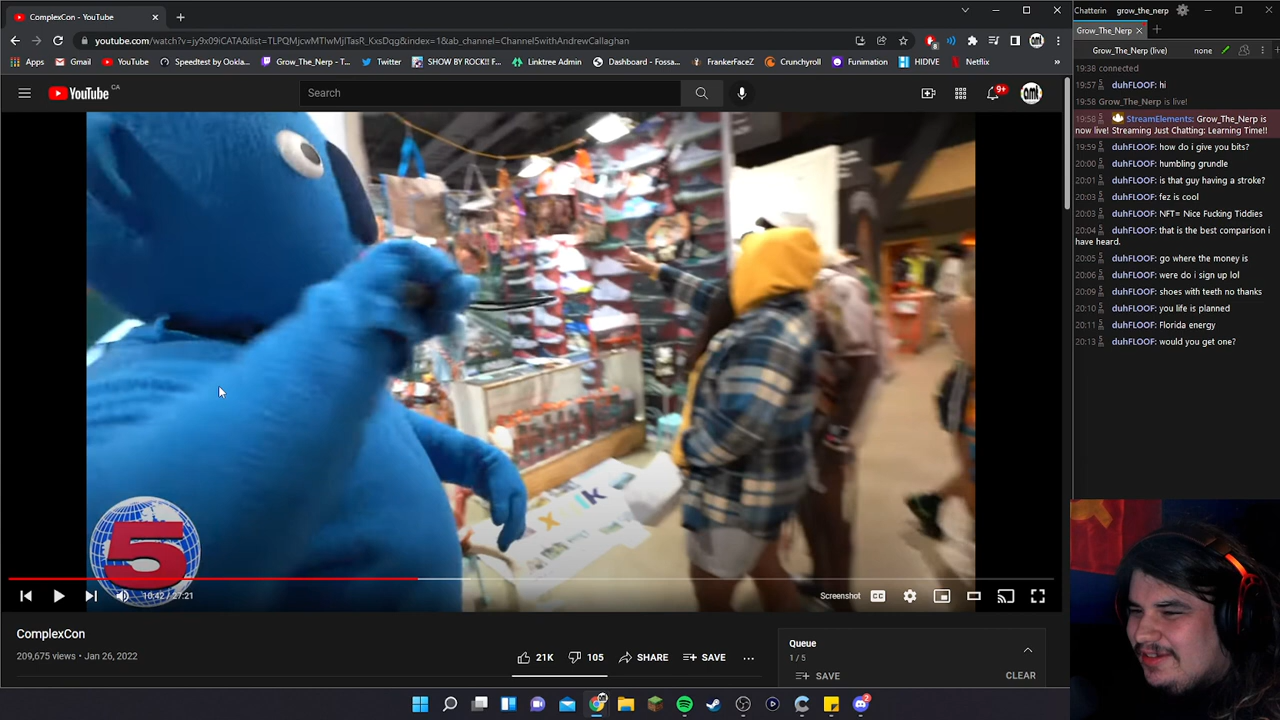 ComplexCon - YouTube
youtube.com/watch?v=jy9x09iCATA&list=TLPQMjcwMTIwMjITasR_KxsDqg&index=1&ab_channel=Channel5withAndrewCallaghan
8
Apps
Gmail
YouTube
Speedtest by Ookla...
Grow_The_Nerp - T...
Twitter
SHOW BY ROCK!! F...
Linktree Admin
Dashboard - Fossa...
FrankerFaceZ
Crunchyroll
Funimation
HIDIVE
Netflix
YouTube CA
Search
9+
5
10:42 / 27:21
Screenshot
CC
ComplexCon
209,675 views • Jan 26, 2022
21K
105
SHARE
SAVE
Queue
1 / 5
SAVE
CLEAR
2
Chatterin
grow_the_nerp
Grow_The_Nerp
Grow_The_Nerp (live)
none
19:38 connected
19:57 duhFLOOF: hi
19:58 Grow_The_Nerp is live!
19:58 StreamElements: Grow_The_Nerp is
now live! Streaming Just Chatting: Learning Time!!
19:59 duhFLOOF: how do i give you bits?
20:00 duhFLOOF: humbling grundle
20:01 duhFLOOF: is that guy having a stroke?
20:03 duhFLOOF: fez is cool
20:03 duhFLOOF: NFT= Nice Fucking Tiddies
20:04 duhFLOOF: that is the best comparison i
have heard.
20:05 duhFLOOF: go where the money is
20:06 duhFLOOF: were do i sign up lol
20:09 duhFLOOF: shoes with teeth no thanks
20:10 duhFLOOF: you life is planned
20:11 duhFLOOF: Florida energy
20:13 duhFLOOF: would you get one?